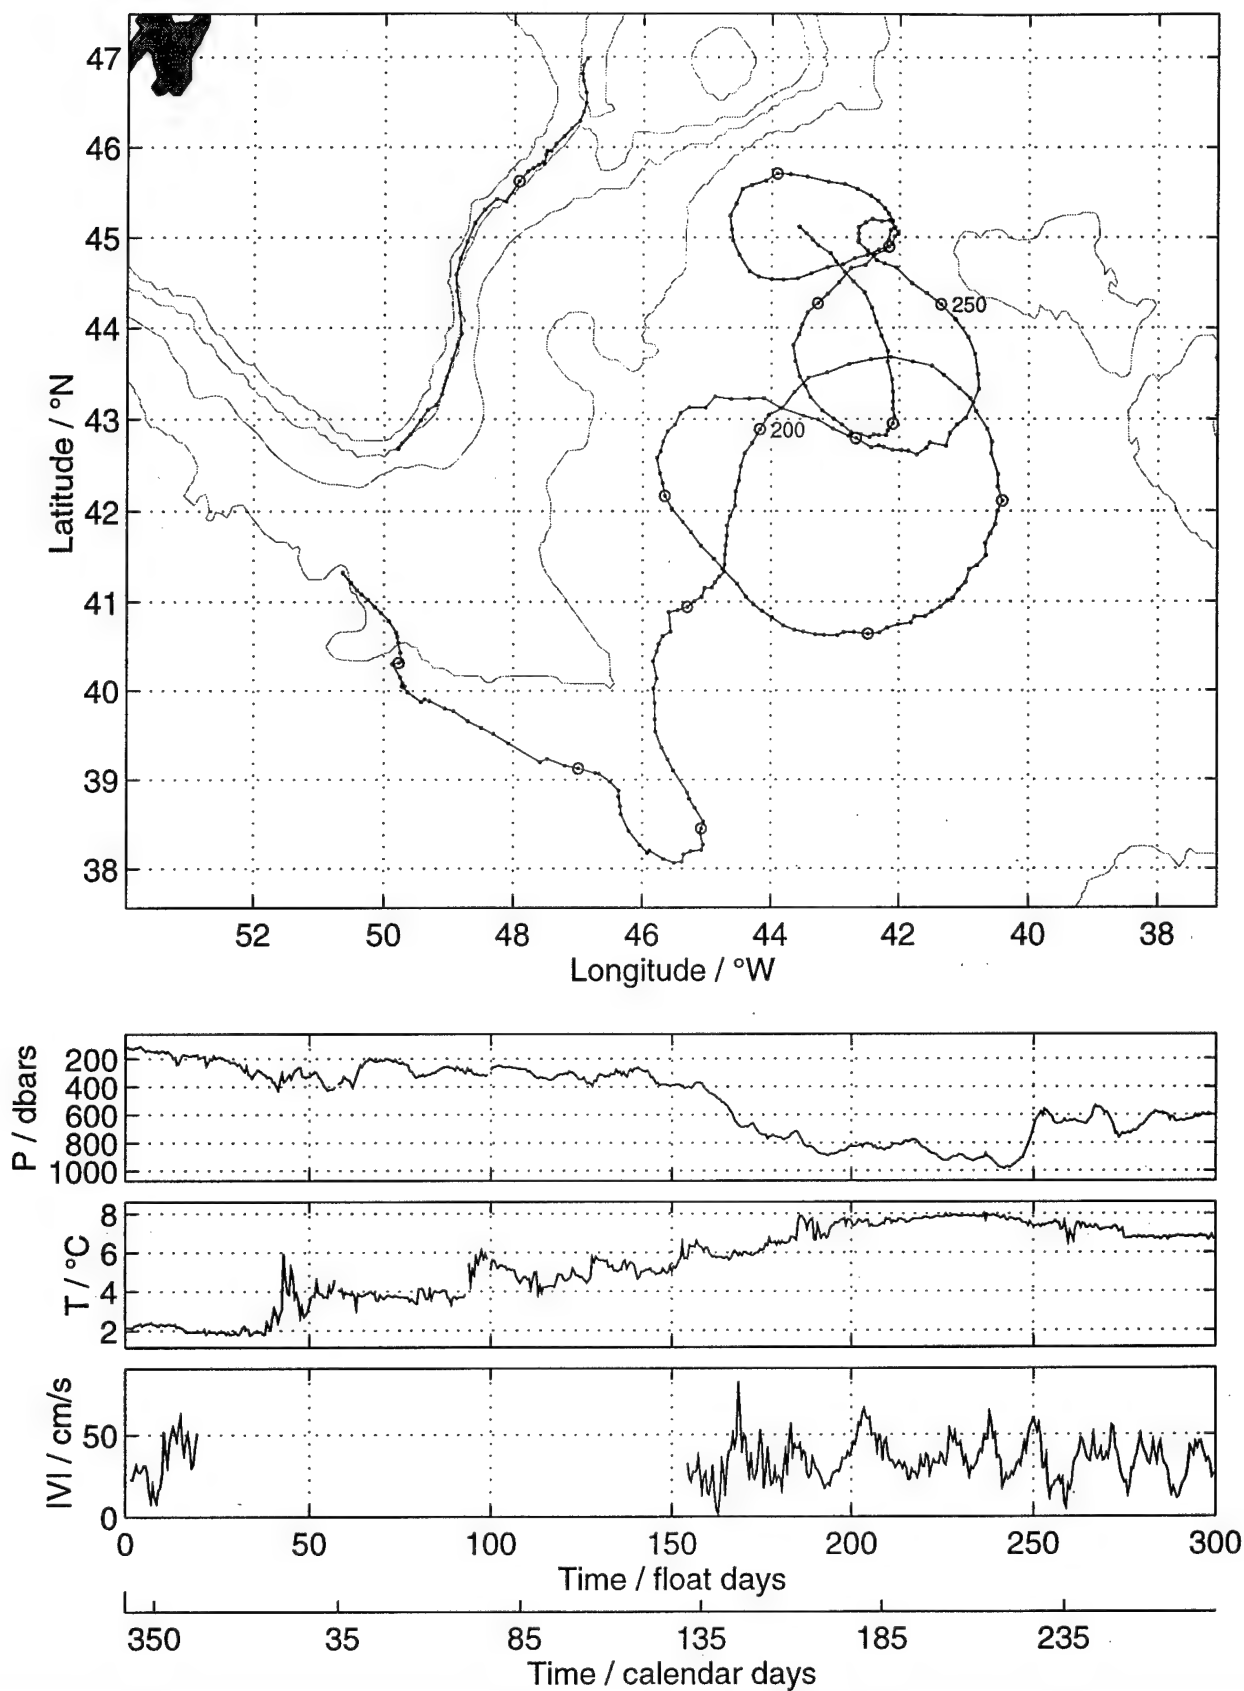 47
46
45
44
43
42
41
40
39
38
Latitude / °N
250
200
52 50 48 46 44 42 40 38
Longitude / °W
P / dbars
200
400
600
800
1000
T / °C
8
6
4
2
IVI / cm/s
50
0
0 50 100 150 200 250 300
Time / float days
350 35 85 135 185 235
Time / calendar days